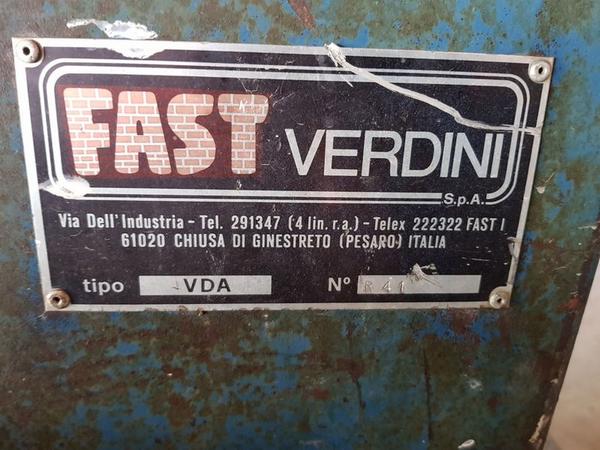 FAST VERDINI
S.p.A.
Via Dell'Industria - Tel. 291347 (4 lin. r.a.) - Telex 222322 FAST I
61020 CHIUSA DI GINESTRETO (PESARO) ITALIA
tipo VDA N° R 41